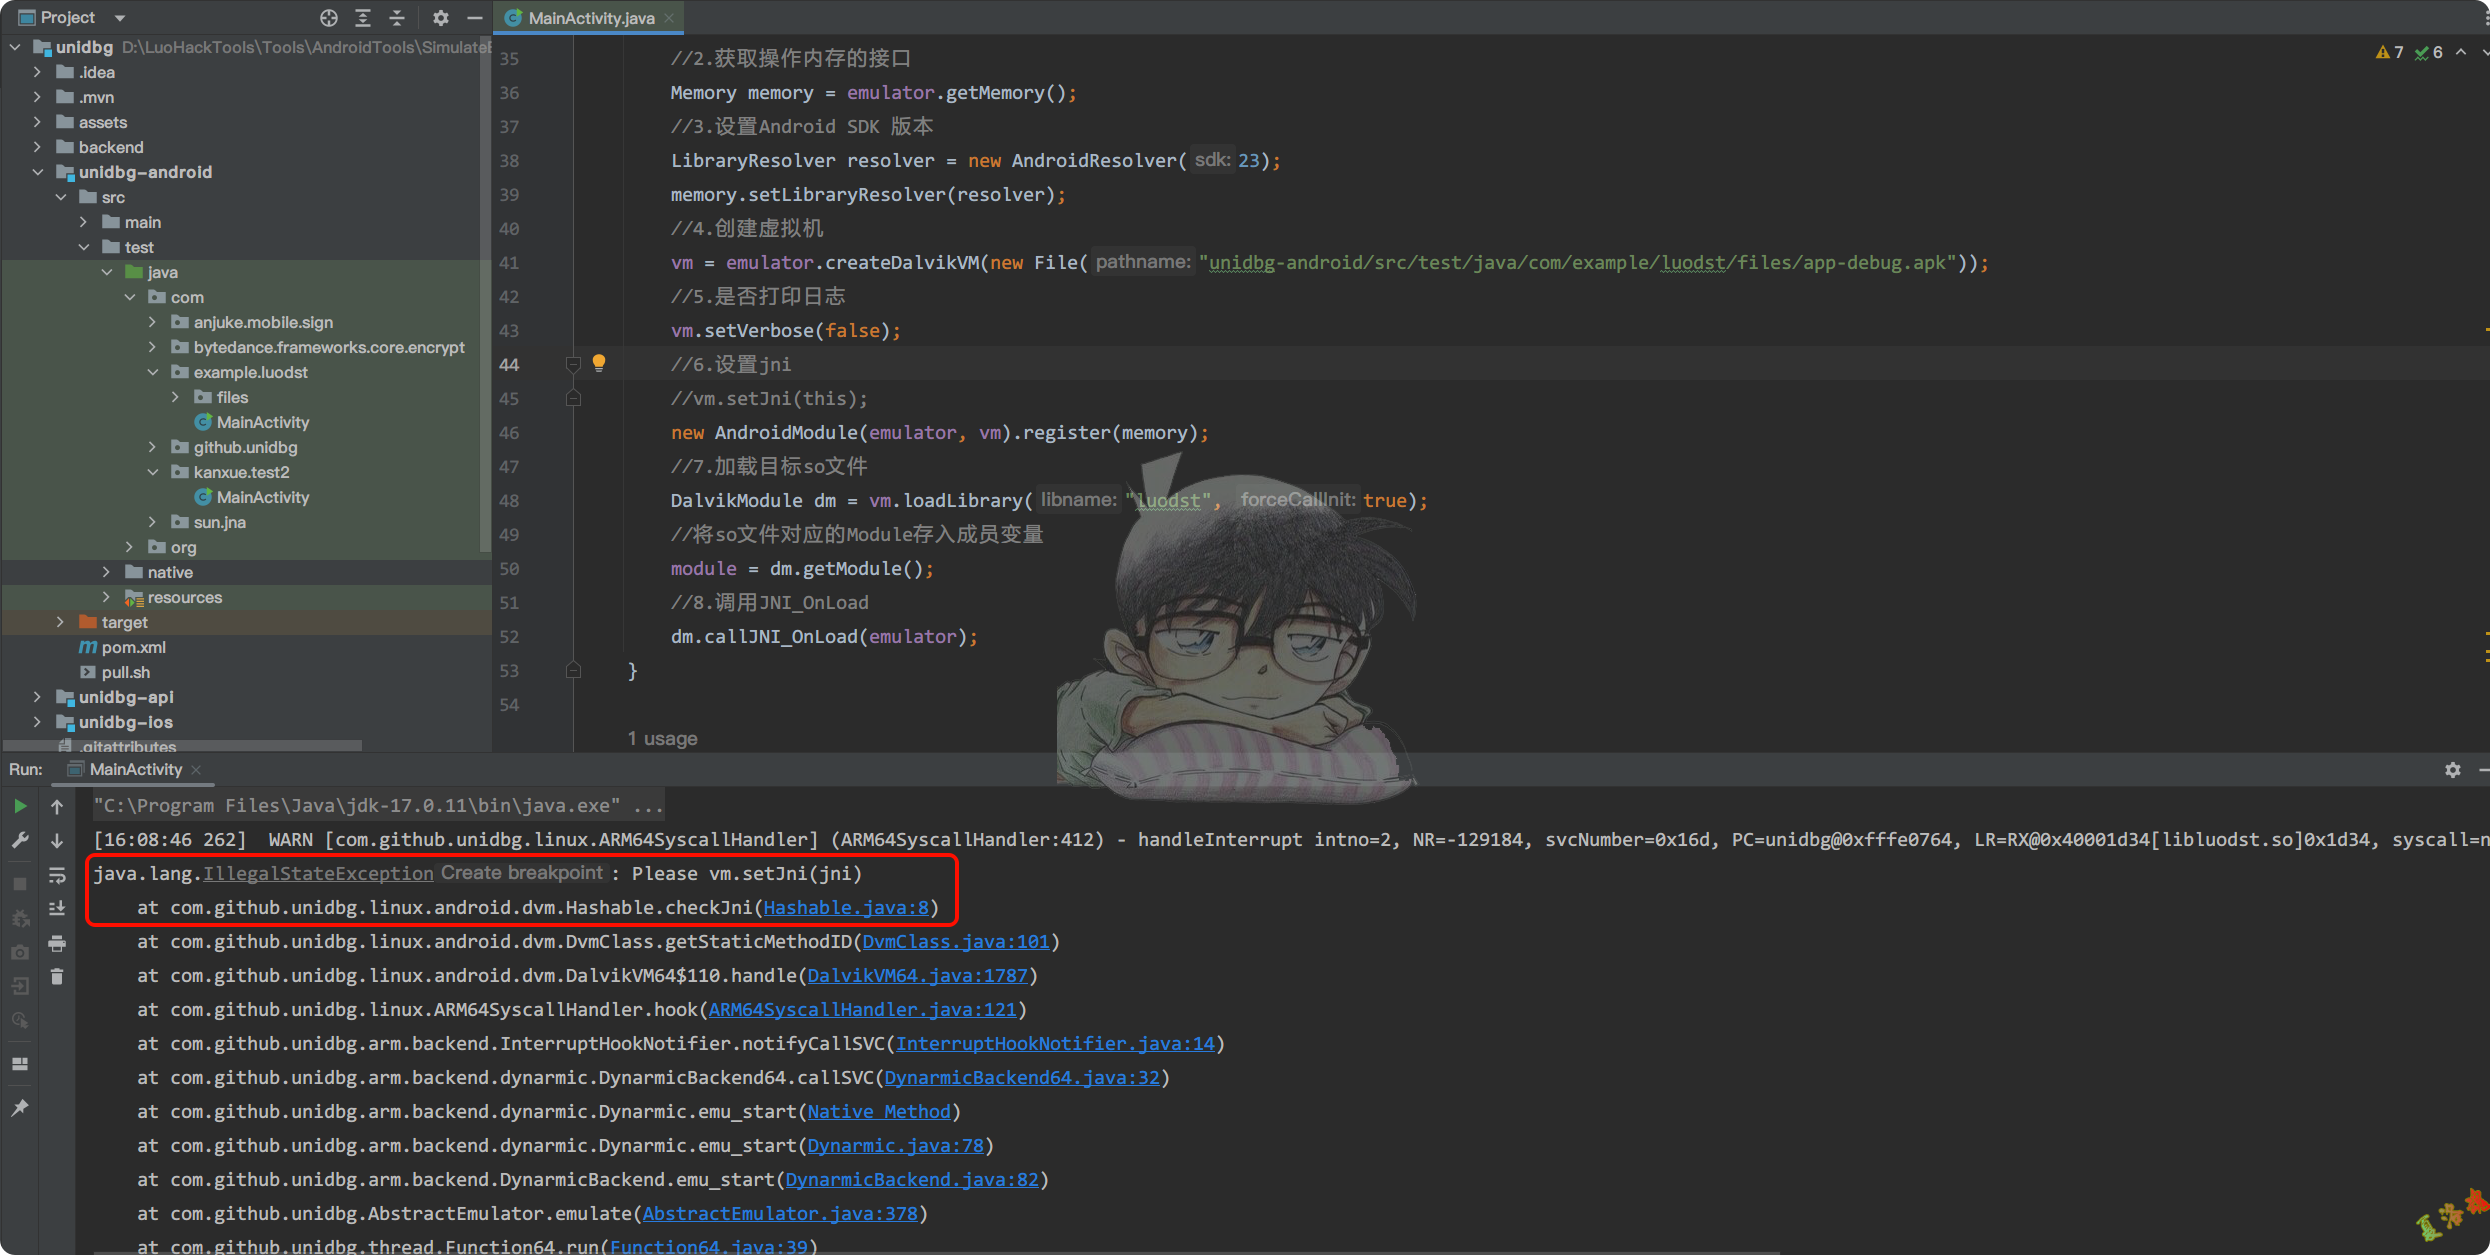 Project
unidbg D:\LuoHackTools\Tools\AndroidTools\SimulateE
.idea
.mvn
assets
backend
unidbg-android
src
main
test
java
com
anjuke.mobile.sign
bytedance.frameworks.core.encrypt
example.luodst
files
MainActivity
github.unidbg
kanxue.test2
MainActivity
sun.jna
org
native
resources
target
pom.xml
pull.sh
unidbg-api
unidbg-ios
.gitattributes
MainActivity.java
7 6
35 //2.获取操作内存的接口
36 Memory memory = emulator.getMemory();
37 //3.设置Android SDK 版本
38 LibraryResolver resolver = new AndroidResolver( sdk: 23);
39 memory.setLibraryResolver(resolver);
40 //4.创建虚拟机
41 vm = emulator.createDalvikVM(new File( pathname: "unidbg-android/src/test/java/com/example/luodst/files/app-debug.apk"));
42 //5.是否打印日志
43 vm.setVerbose(false);
44 //6.设置jni
45 //vm.setJni(this);
46 new AndroidModule(emulator, vm).register(memory);
47 //7.加载目标so文件
48 DalvikModule dm = vm.loadLibrary( libname: "luodst", forceCallInit: true);
49 //将so文件对应的Module存入成员变量
50 module = dm.getModule();
51 //8.调用JNI_OnLoad
52 dm.callJNI_OnLoad(emulator);
53 }
54
1 usage
Run: MainActivity
"C:\Program Files\Java\jdk-17.0.11\bin\java.exe" ...
[16:08:46 262]  WARN [com.github.unidbg.linux.ARM64SyscallHandler] (ARM64SyscallHandler:412) - handleInterrupt intno=2, NR=-129184, svcNumber=0x16d, PC=unidbg@0xfffe0764, LR=RX@0x40001d34[libluodst.so]0x1d34, syscall=n
java.lang.IllegalStateException Create breakpoint : Please vm.setJni(jni)
at com.github.unidbg.linux.android.dvm.Hashable.checkJni(Hashable.java:8)
at com.github.unidbg.linux.android.dvm.DvmClass.getStaticMethodID(DvmClass.java:101)
at com.github.unidbg.linux.android.dvm.DalvikVM64$110.handle(DalvikVM64.java:1787)
at com.github.unidbg.linux.ARM64SyscallHandler.hook(ARM64SyscallHandler.java:121)
at com.github.unidbg.arm.backend.InterruptHookNotifier.notifyCallSVC(InterruptHookNotifier.java:14)
at com.github.unidbg.arm.backend.dynarmic.DynarmicBackend64.callSVC(DynarmicBackend64.java:32)
at com.github.unidbg.arm.backend.dynarmic.Dynarmic.emu_start(Native Method)
at com.github.unidbg.arm.backend.dynarmic.Dynarmic.emu_start(Dynarmic.java:78)
at com.github.unidbg.arm.backend.DynarmicBackend.emu_start(DynarmicBackend.java:82)
at com.github.unidbg.AbstractEmulator.emulate(AbstractEmulator.java:378)
at com.github.unidbg.thread.Function64.run(Function64.java:39)